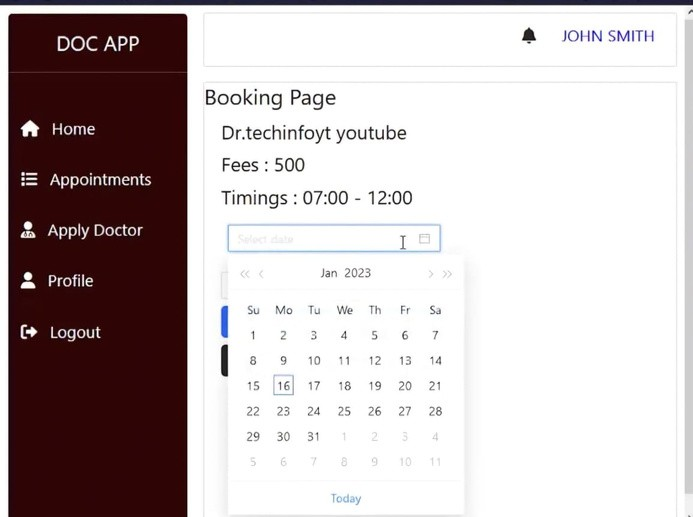 DOC APP
JOHN SMITH
Home
Appointments
Apply Doctor
Profile
Logout
Booking Page
Dr.techinfoyt youtube
Fees : 500
Timings : 07:00 - 12:00
Select date
Jan 2023
Su Mo Tu We Th Fr Sa
1 2 3 4 5 6 7
8 9 10 11 12 13 14
15 16 17 18 19 20 21
22 23 24 25 26 27 28
29 30 31 1 2 3 4
5 6 7 8 9 10 11
Today